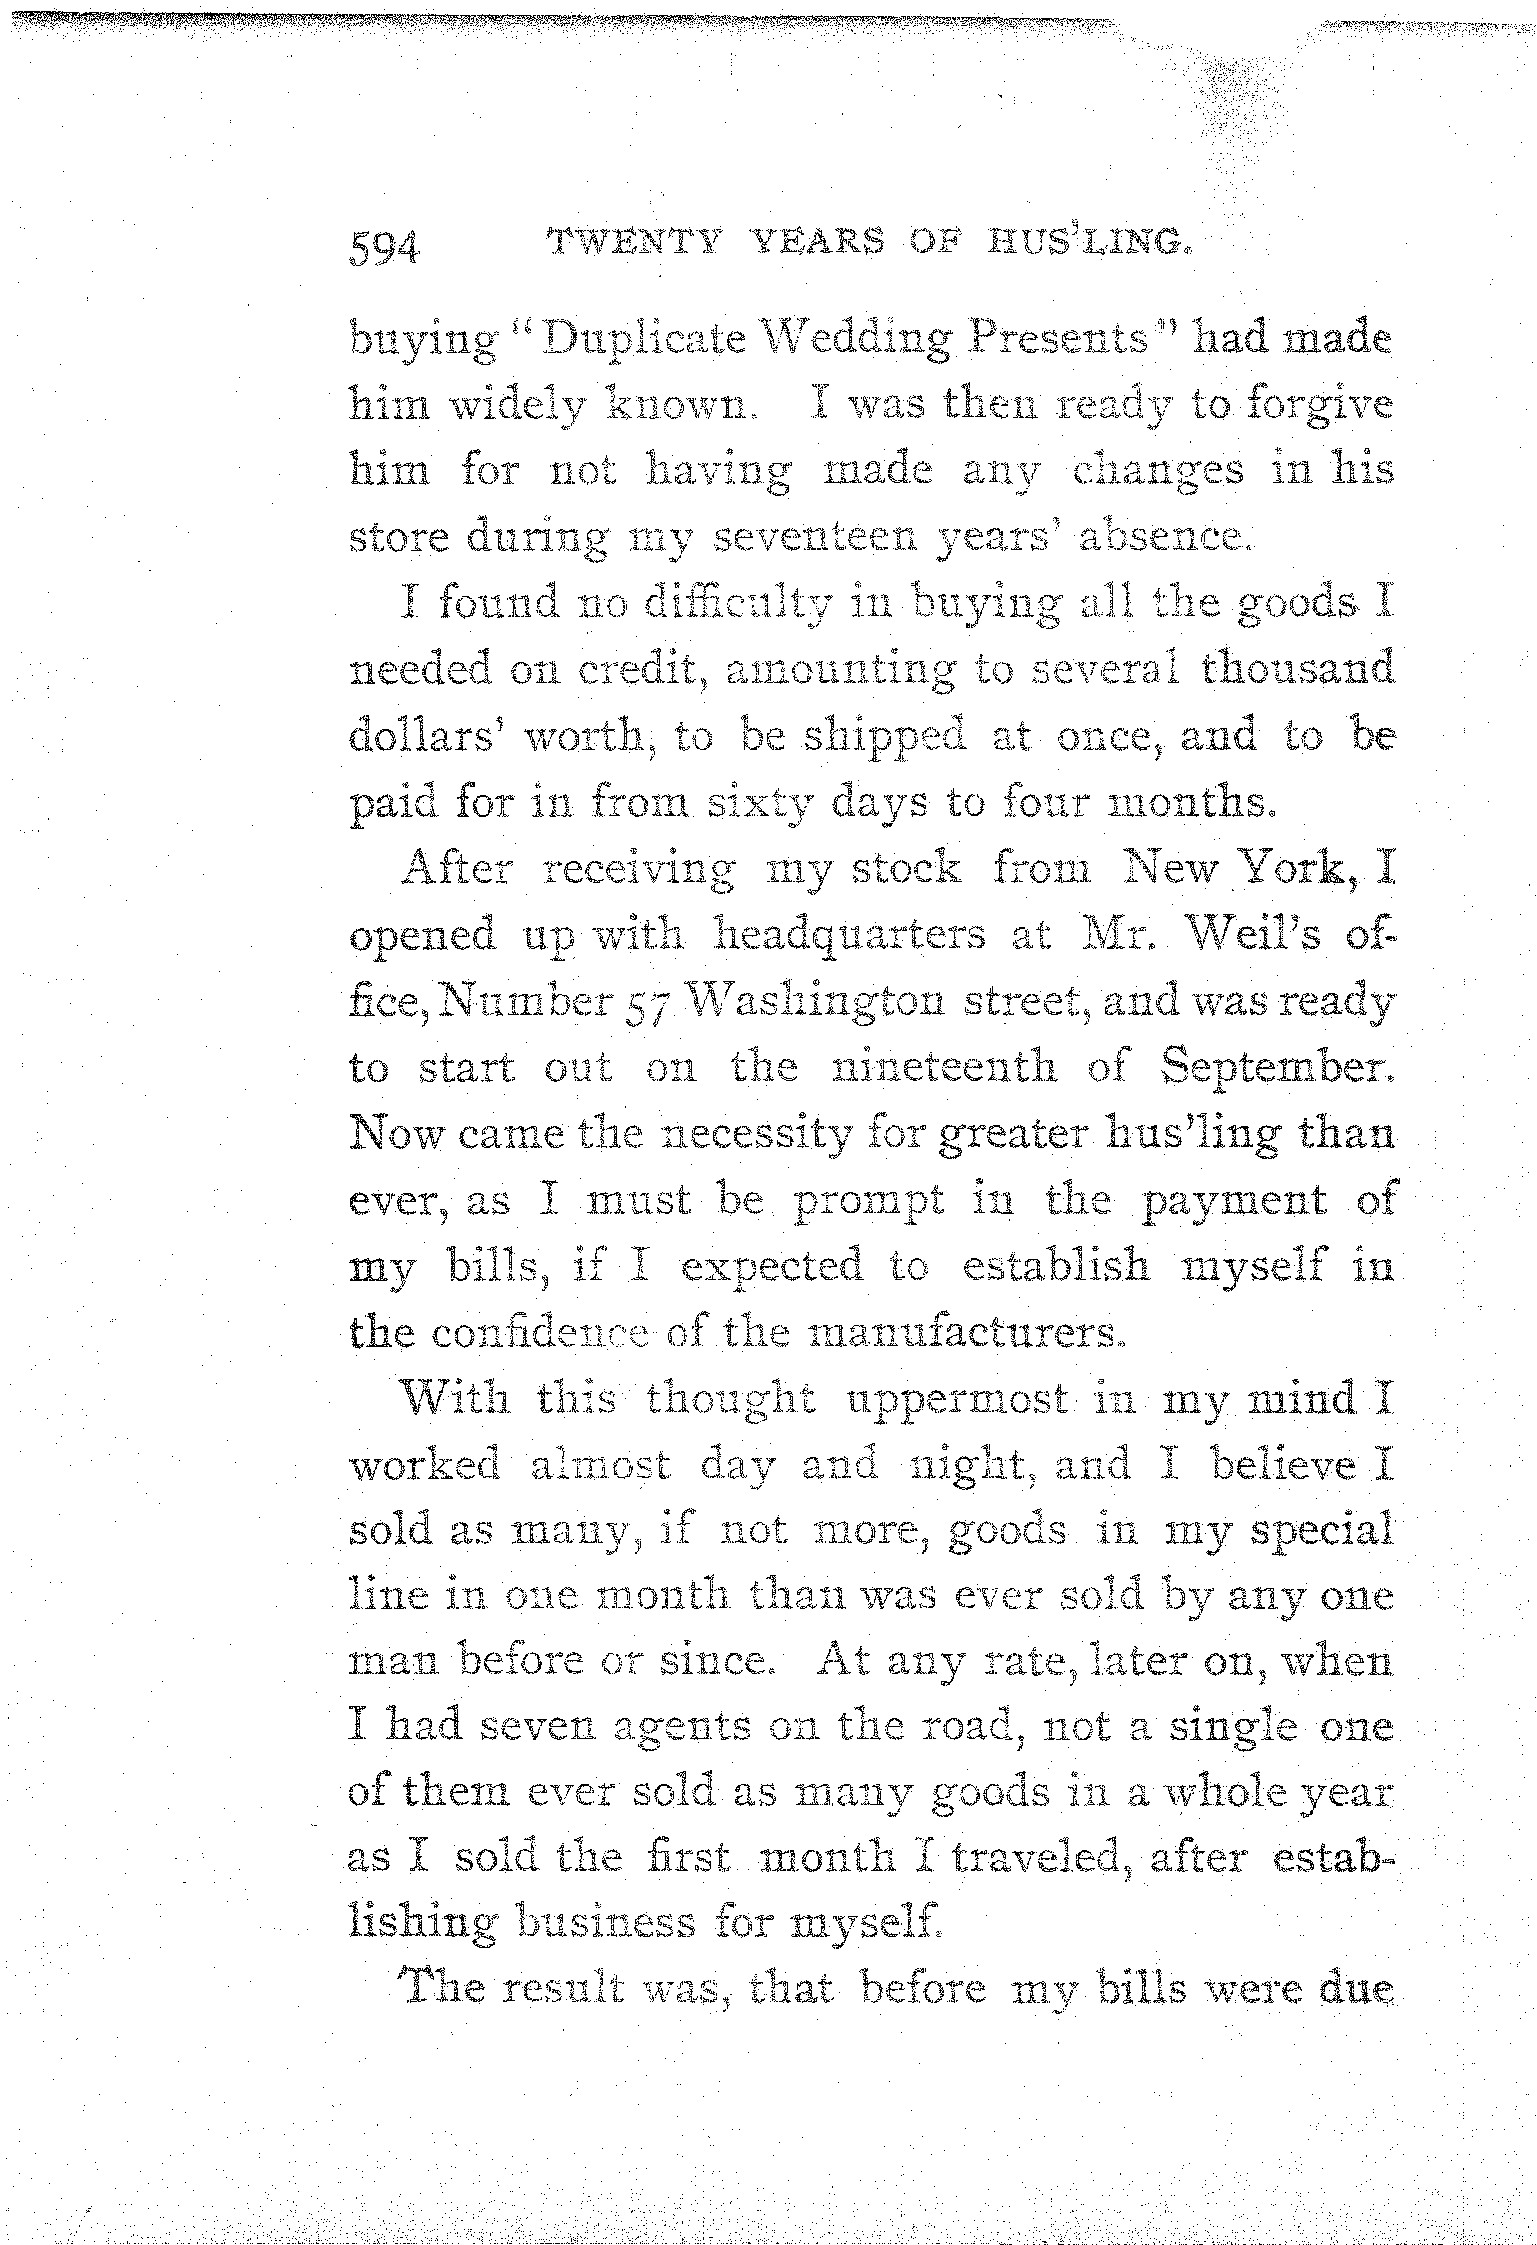 594 TWENTY YEARS OF HUS'LING.
buying "Duplicate Wedding Presents" had made
him widely known. I was then ready to forgive
him for not having made any changes in his
store during my seventeen years' absence.
I found no difficulty in buying all the goods I
needed on credit, amounting to several thousand
dollars' worth, to be shipped at once, and to be
paid for in from sixty days to four months.
After receiving my stock from New York, I
opened up with headquarters at Mr. Weil's of-
fice, Number 57 Washington street, and was ready
to start out on the nineteenth of September.
Now came the necessity for greater hus'ling than
ever, as I must be prompt in the payment of
my bills, if I expected to establish myself in
the confidence of the manufacturers.
With this thought uppermost in my mind I
worked almost day and night, and I believe I
sold as many, if not more, goods in my special
line in one month than was ever sold by any one
man before or since. At any rate, later on, when
I had seven agents on the road, not a single one
of them ever sold as many goods in a whole year
as I sold the first month I traveled, after estab-
lishing business for myself.
The result was, that before my bills were due